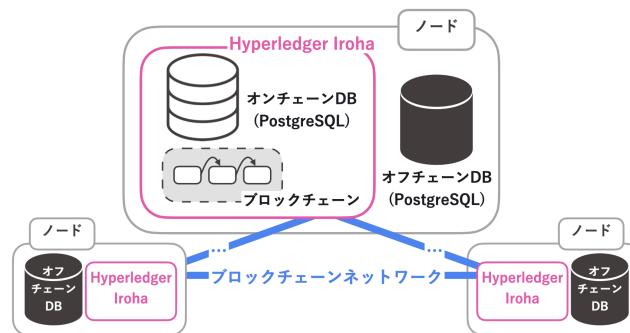 ノード
Hyperledger Iroha
オンチェーンDB
(PostgreSQL)
オフチェーンDB
(PostgreSQL)
ブロックチェーン
ノード
ノード
...
...
オフ
チェーン
DB
Hyperledger
Iroha
ブロックチェーンネットワーク
Hyperledger
Iroha
オフ
チェーン
DB